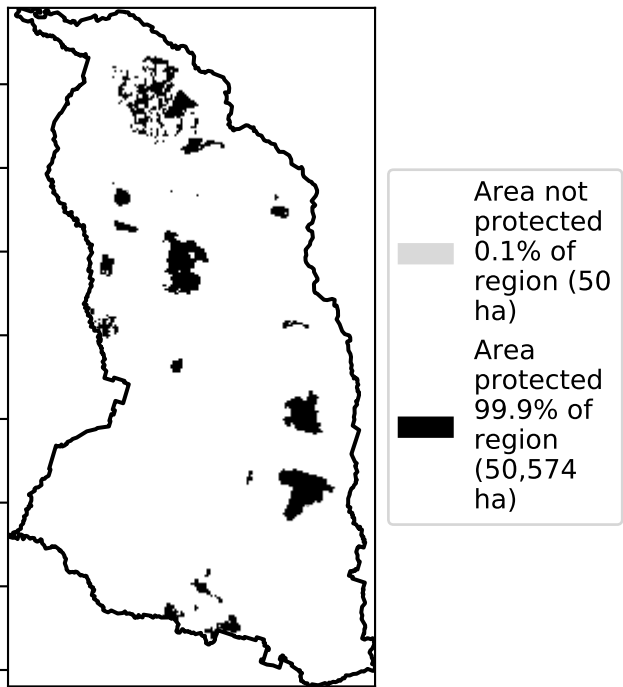 Area not
protected
0.1% of
region (50
ha)
Area
protected
99.9% of
region
(50,574
ha)